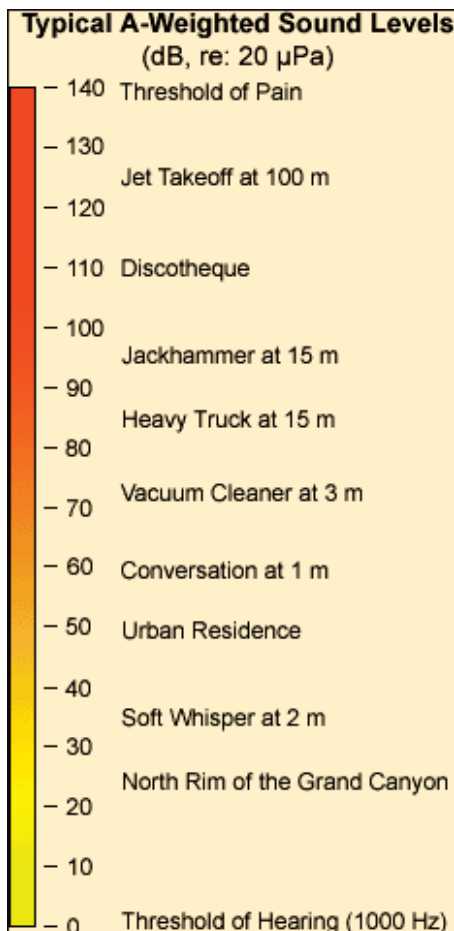 Typical A-Weighted Sound Levels
(dB, re: 20 µPa)
140 Threshold of Pain
130
Jet Takeoff at 100 m
120
110 Discotheque
100
Jackhammer at 15 m
90
Heavy Truck at 15 m
80
Vacuum Cleaner at 3 m
70
60 Conversation at 1 m
50 Urban Residence
40
Soft Whisper at 2 m
30
North Rim of the Grand Canyon
20
10
0 Threshold of Hearing (1000 Hz)